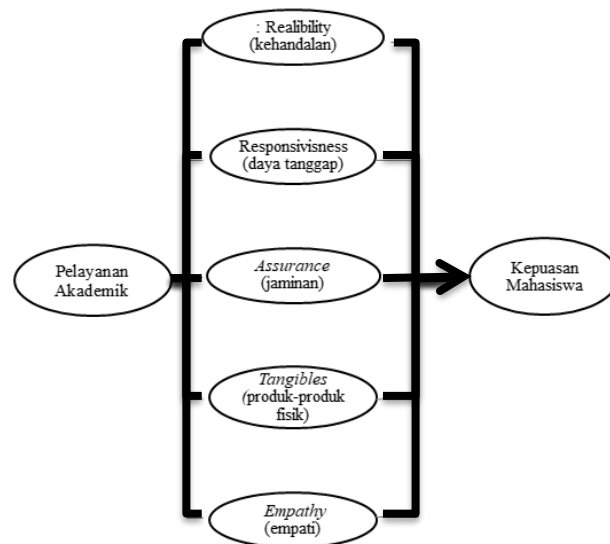 : Realibility
(kehandalan)
Responsivisness
(daya tanggap)
Pelayanan
Akademik
Assurance
(jaminan)
Kepuasan
Mahasiswa
Tangibles
(produk-produk
fisik)
Empathy
(empati)